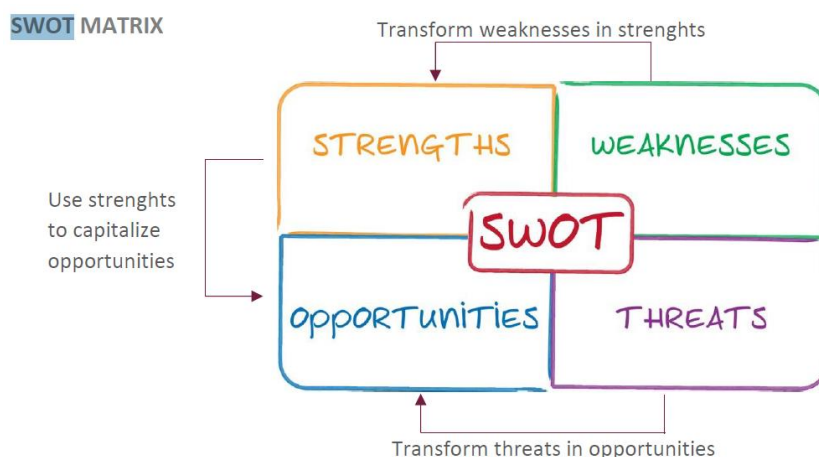 SWOT MATRIX
Transform weaknesses in strenghts
STRENGTHS
WEAKNESSES
Use strenghts
to capitalize
opportunities
SWOT
OPPORTUNITIES
THREATS
Transform threats in opportunities